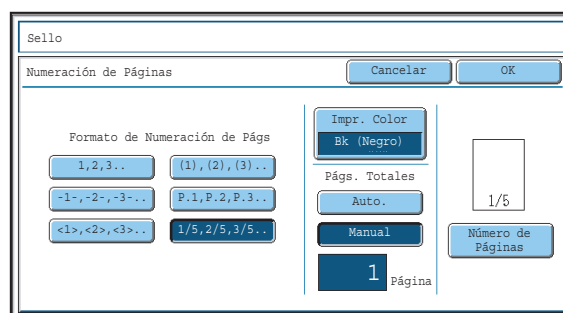 Sello
Numeración de Páginas
Cancelar
OK
Formato de Numeración de Págs
1,2,3..
(1),(2),(3)..
-1-,-2-,-3-..
P.1,P.2,P.3..
<1>,<2>,<3>..
1/5,2/5,3/5..
Impr. Color
Bk (Negro)
Págs. Totales
Auto.
Manual
1 Página
1/5
Número de
Páginas